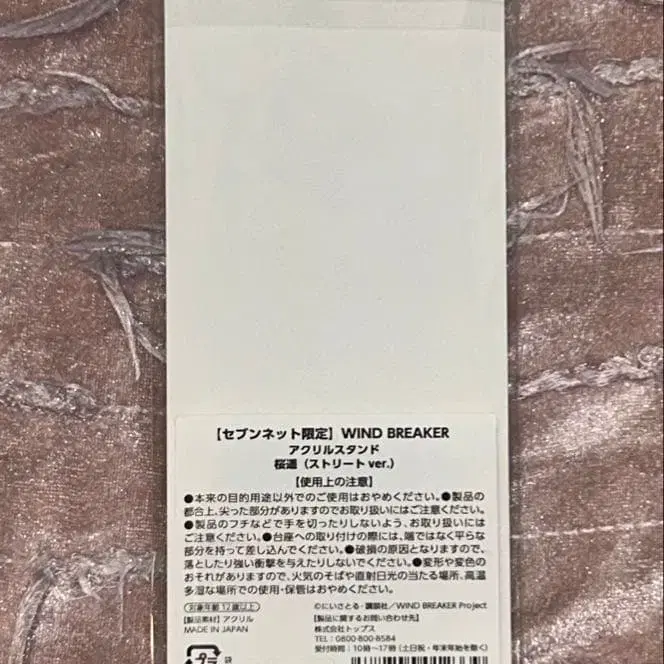 【セブンネット限定】WIND BREAKER
アクリルスタンド
桜遥（ストリートver.）
【使用上の注意】
●本来の目的用途以外でのご使用はおやめください。●製品の
都合上、尖った部分がありますのでお取り扱いにはご注意ください。
●製品のフチなどで手を切ったりしないよう、お取り扱いには
ご注意ください。●台座への取り付けの際には、端ではなく平らな
部分を持って差し込んでください。●破損の原因となりますので、
落としたり強い衝撃を与えたりしないでください。●変形や変色の
おそれがありますので、火気のそばや直射日光の当たる場所、高温
多湿な場所での使用・保管はおやめください。
対象年齢12歳以上
【製品素材】アクリル
MADE IN JAPAN
©にいさとる・講談社／WIND BREAKER Project
【製品に関するお問い合わせ先】
株式会社トップス
TEL：0800-800-8584
受付時間：10時～17時（土日祝・年末年始を除く）
プラ
袋